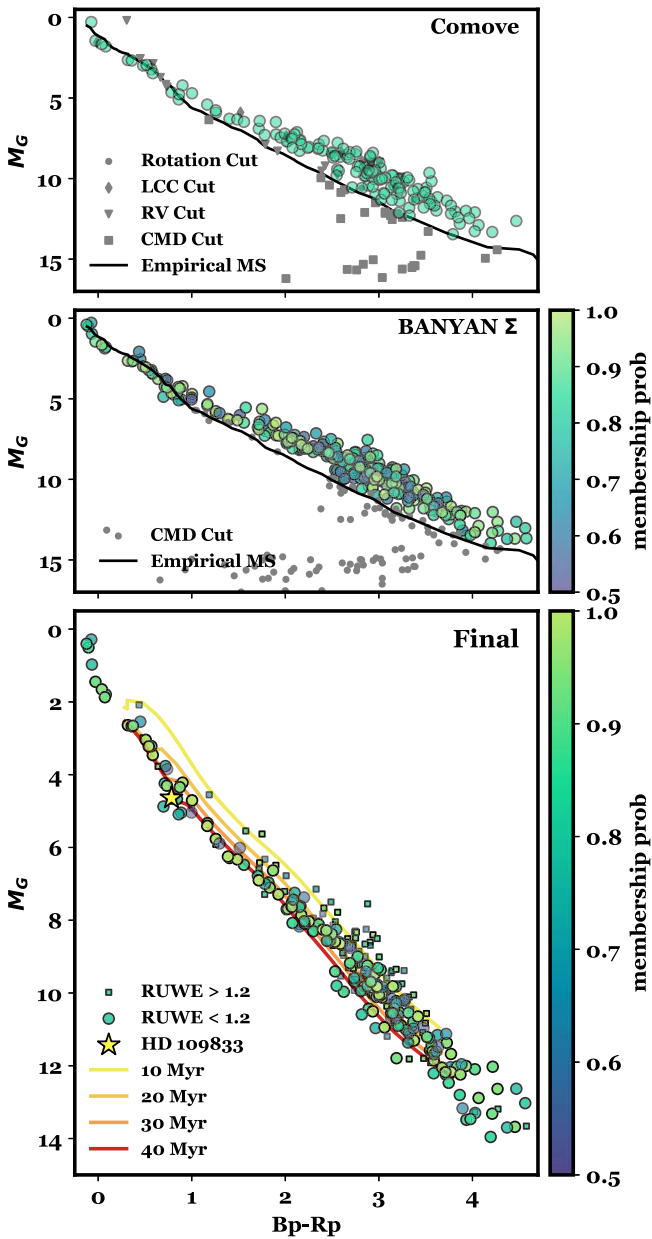 Comove
0
5
10
15
M_G
Rotation Cut
LCC Cut
RV Cut
CMD Cut
Empirical MS
BANYAN Σ
0
5
10
15
M_G
CMD Cut
Empirical MS
1.0
0.9
0.8
0.7
0.6
0.5
membership prob
Final
0
2
4
6
8
10
12
14
M_G
RUWE > 1.2
RUWE < 1.2
HD 109833
10 Myr
20 Myr
30 Myr
40 Myr
0 1 2 3 4
Bp-Rp
1.0
0.9
0.8
0.7
0.6
0.5
membership prob